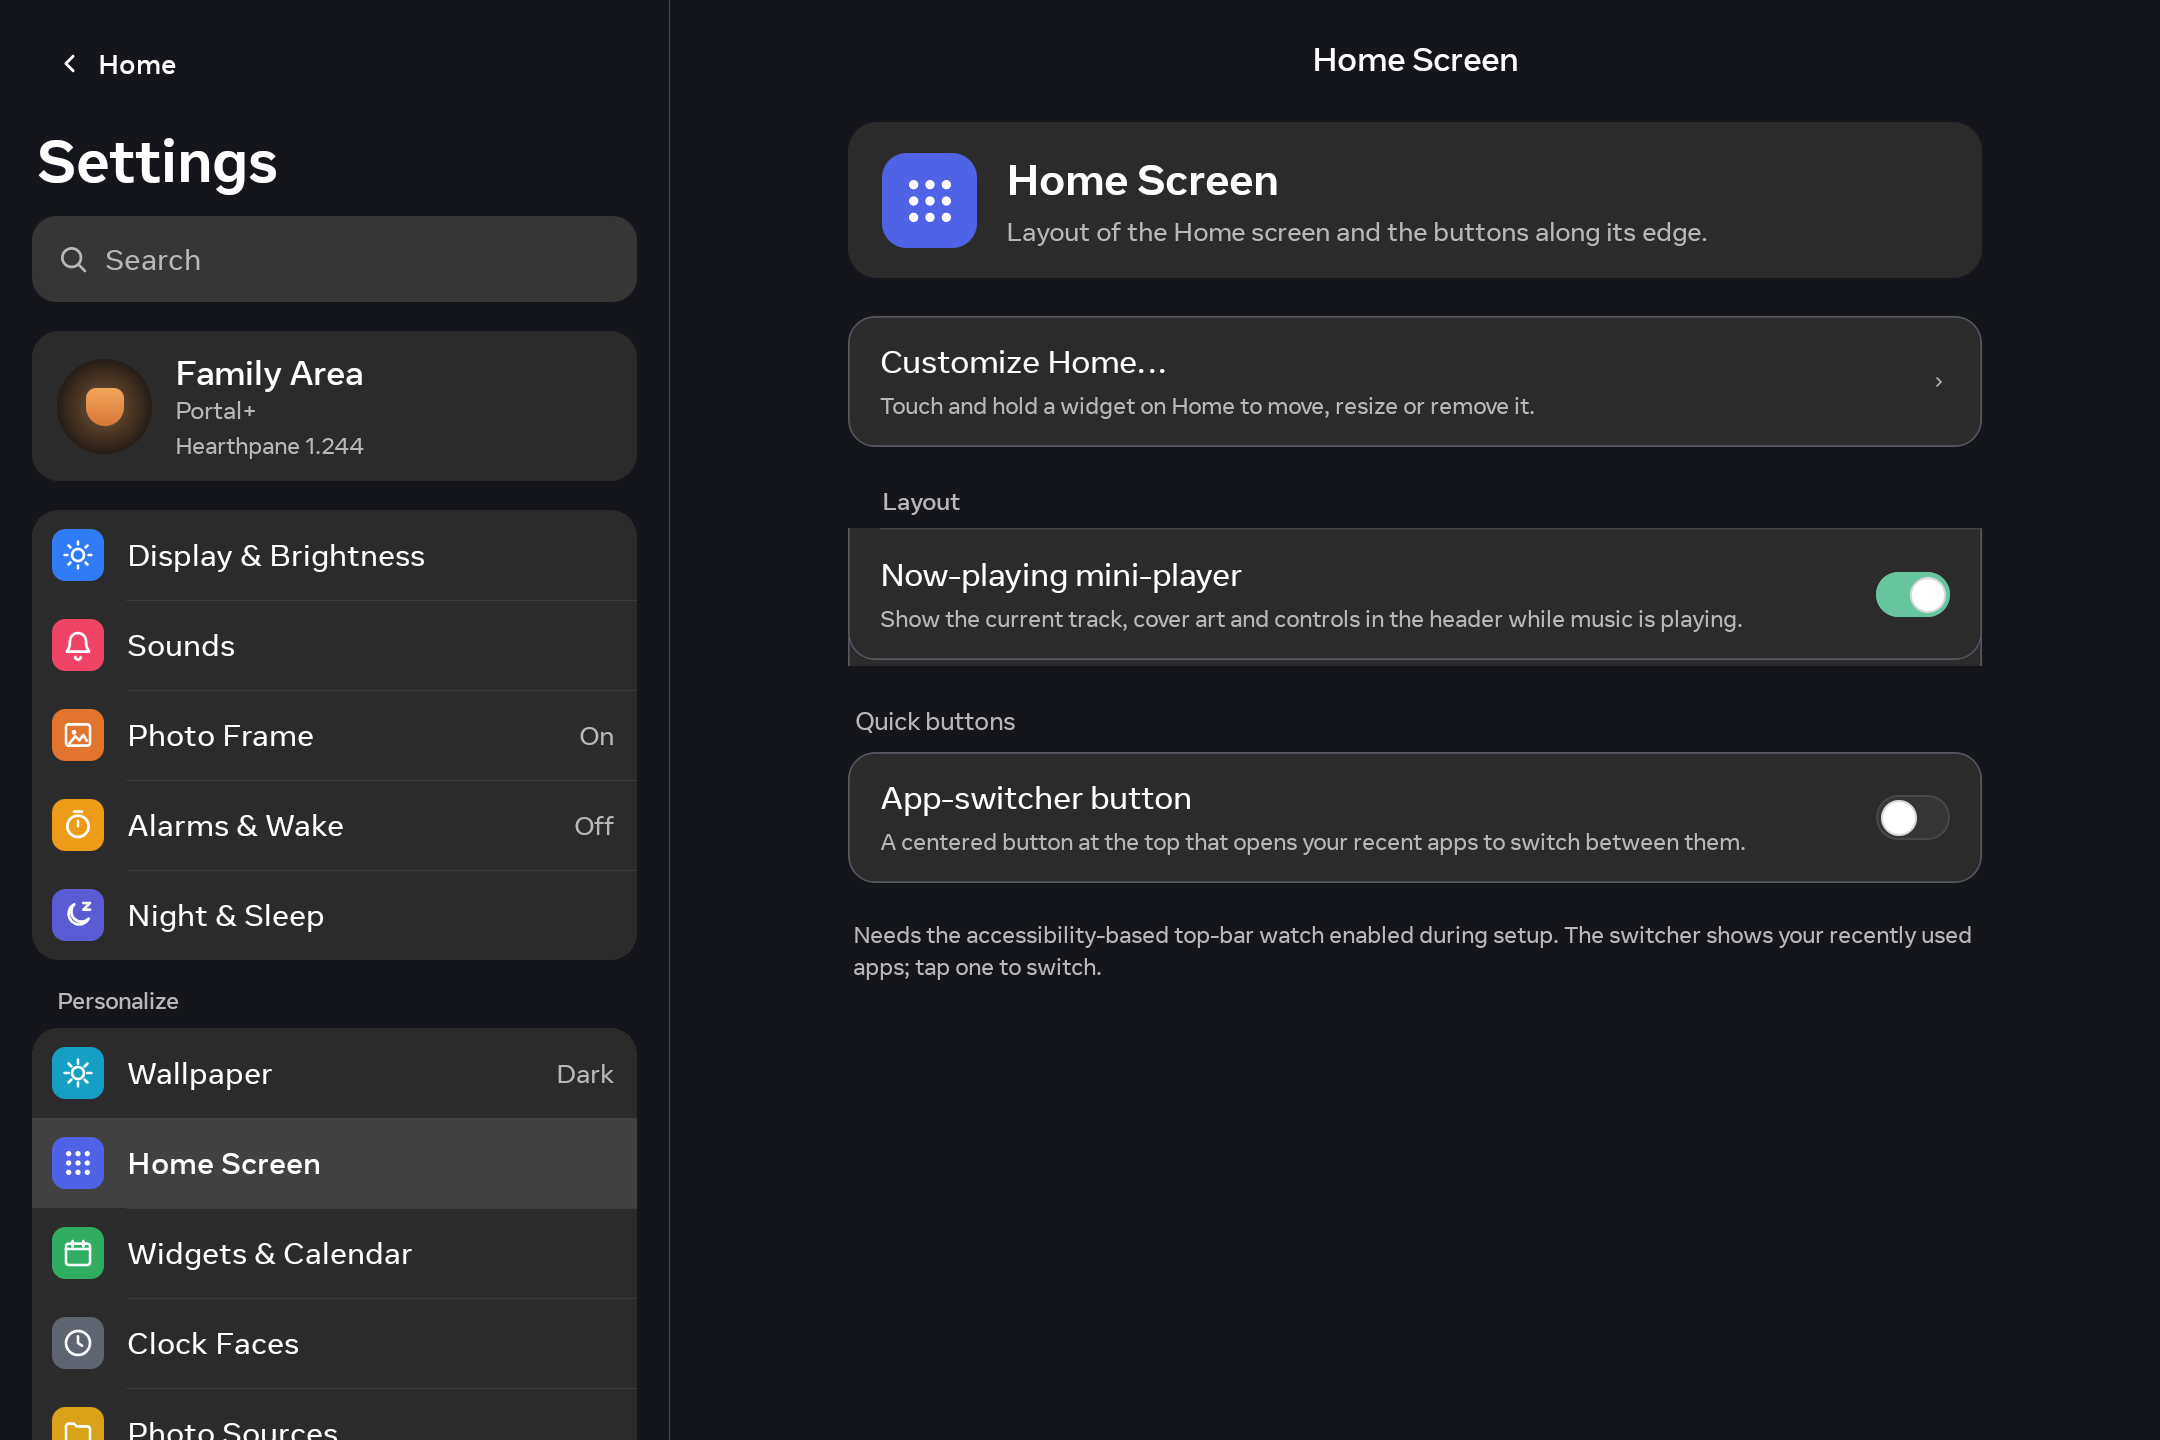 Home
Settings
Search
Family Area
Portal+
Hearthpane 1.244
Display & Brightness
Sounds
Photo Frame On
Alarms & Wake Off
Night & Sleep
Personalize
Wallpaper Dark
Home Screen
Widgets & Calendar
Clock Faces
Photo Sources
Home Screen
Home Screen
Layout of the Home screen and the buttons along its edge.
Customize Home...
Touch and hold a widget on Home to move, resize or remove it.
Layout
Now-playing mini-player
Show the current track, cover art and controls in the header while music is playing.
Quick buttons
App-switcher button
A centered button at the top that opens your recent apps to switch between them.
Needs the accessibility-based top-bar watch enabled during setup. The switcher shows your recently used
apps; tap one to switch.